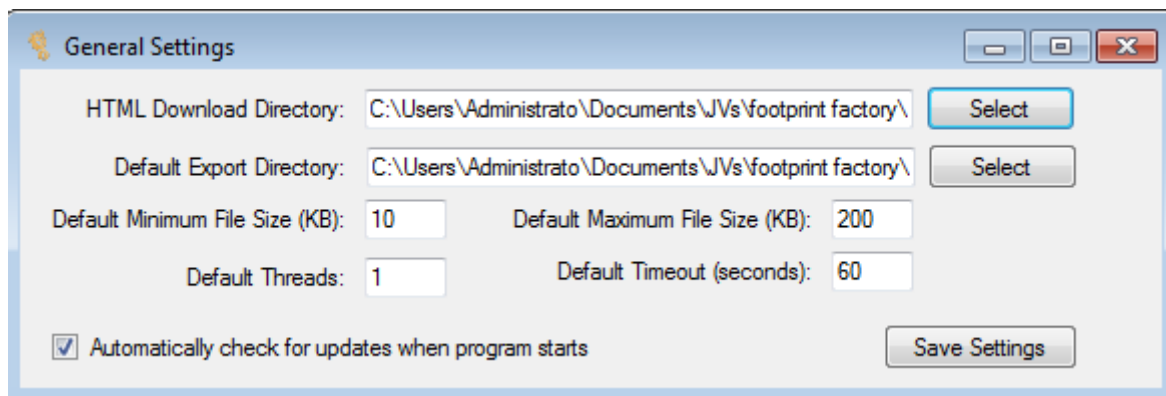 General Settings
HTML Download Directory: C:\Users\Administrato\Documents\JVs\footprint factory\ Select
Default Export Directory: C:\Users\Administrato\Documents\JVs\footprint factory\ Select
Default Minimum File Size (KB): 10 Default Maximum File Size (KB): 200
Default Threads: 1 Default Timeout (seconds): 60
Automatically check for updates when program starts Save Settings